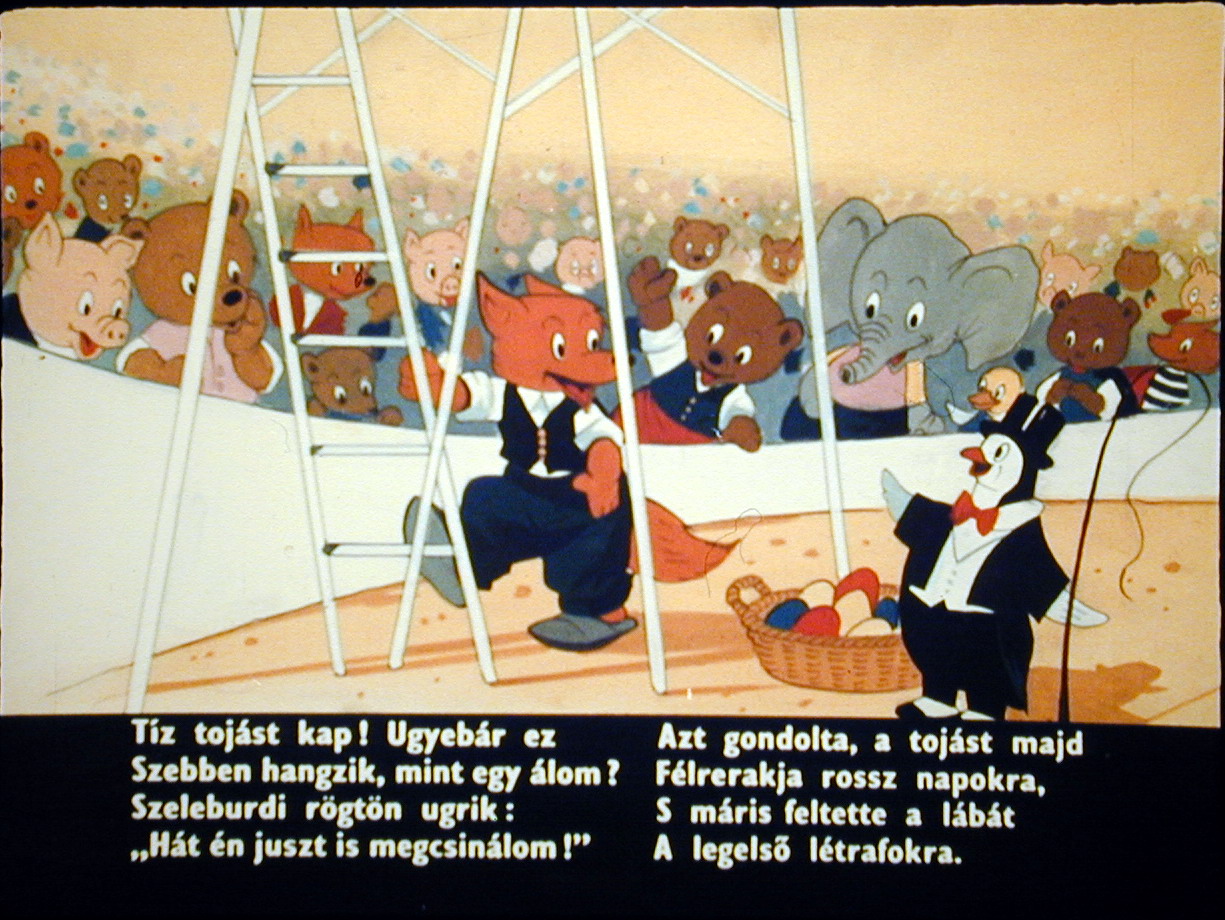 Tíz tojást kap! Ugyebár ez
Szebben hangzik, mint egy álom?
Szeleburdi rögtön ugrik:
„Hát én juszt is megcsinálom!”
Azt gondolta, a tojást majd
Félrerakja rossz napokra,
S máris feltette a lábát
A legelső létrafokra.